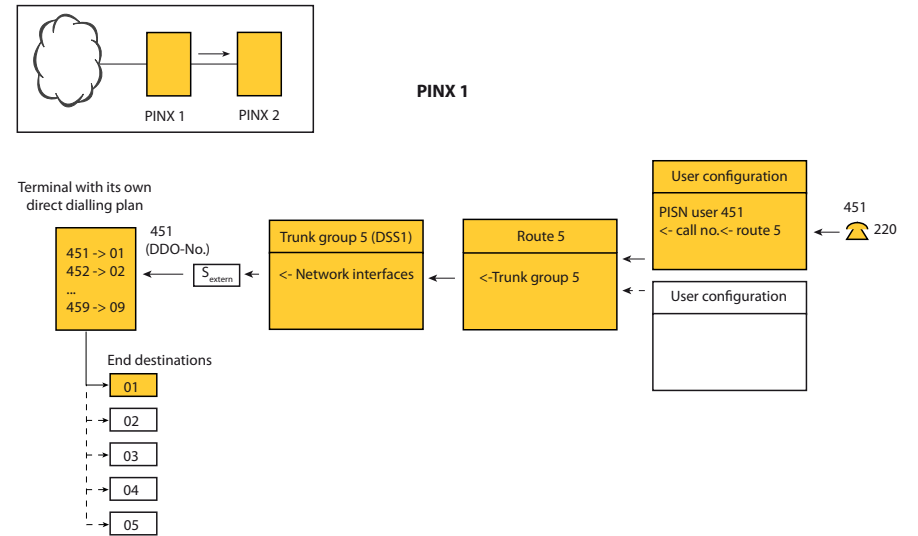 PINX 1
PINX 2
PINX 1
Terminal with its own
direct dialling plan
451 -> 01
452 -> 02
...
459 -> 09
451
(DDO-No.)
S extern
Trunk group 5 (DSS1)
<- Network interfaces
Route 5
<-Trunk group 5
User configuration
PISN user 451
<- call no.<- route 5
451
220
User configuration
End destinations
01
02
03
04
05